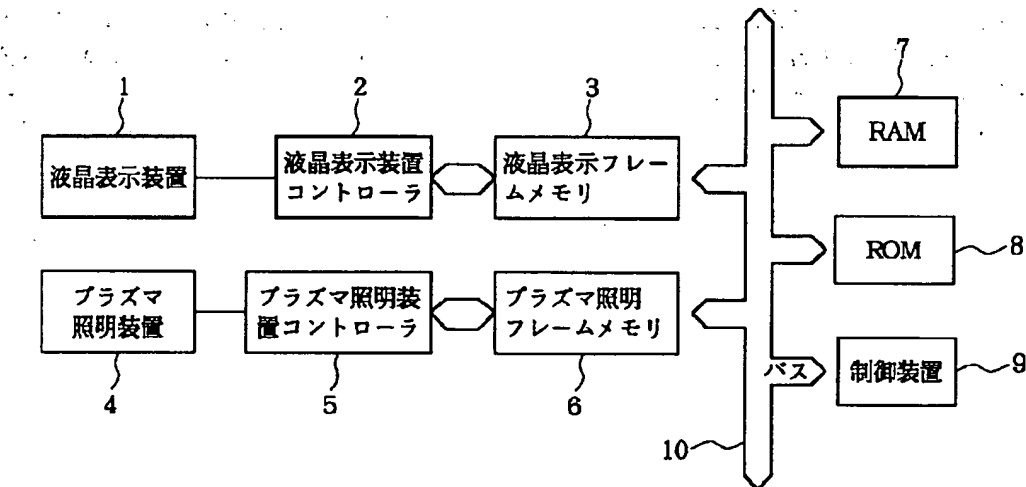 1
2
3
7
液晶表示装置
液晶表示装置
コントローラ
液晶表示フレー
ムメモリ
RAM
ROM
8
プラズマ
照明装置
プラズマ照明装
置コントローラ
プラズマ照明
フレームメモリ
バス
制御装置
9
4
5
6
10